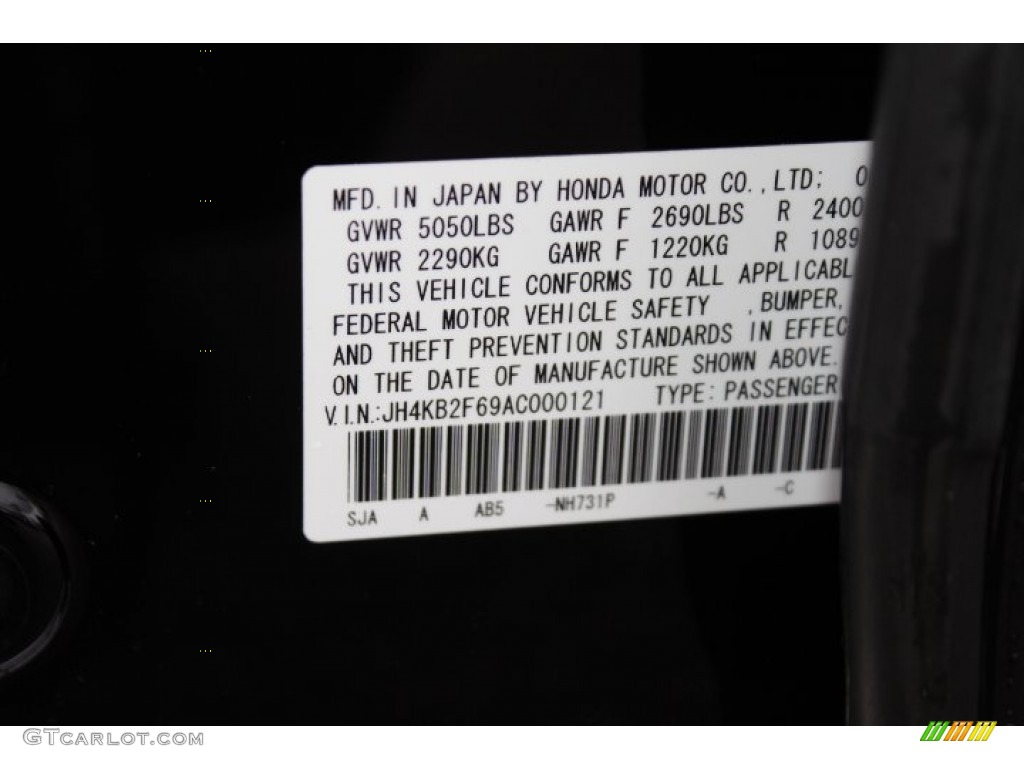 MFD. IN JAPAN BY HONDA MOTOR CO., LTD; 0
GVWR 5050LBS GAWR F 2690LBS R 2400
GVWR 2290KG GAWR F 1220KG R 1089
THIS VEHICLE CONFORMS TO ALL APPLICABL
FEDERAL MOTOR VEHICLE SAFETY , BUMPER,
AND THEFT PREVENTION STANDARDS IN EFFEC
ON THE DATE OF MANUFACTURE SHOWN ABOVE.
V.I.N.:JH4KB2F69AC000121 TYPE: PASSENGER
SJA A AB5 -NH731P -A -C
GTCARLOT.COM